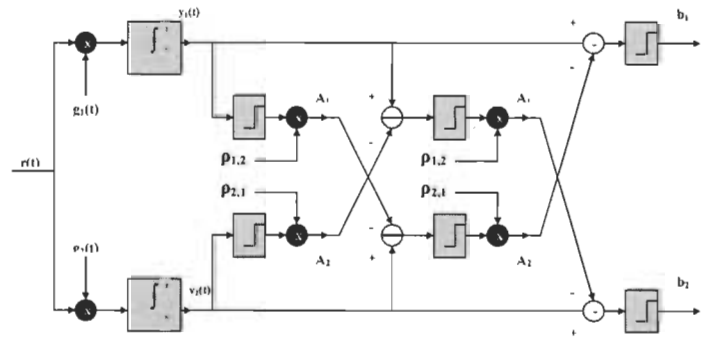 y₁(t)
b₁
+
x
-
g₁(t)
+
A₁
x
A₁
x
-
ρ₁,₂
ρ₁,₂
r(t)
ρ₂,₁
ρ₂,₁
-
x
x
+
A₂
A₂
b₂
x
y₂(t)
-
-
+